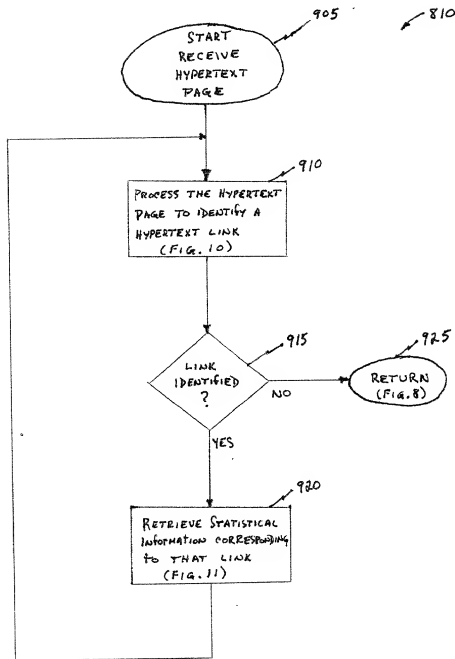 905
810
START
RECEIVE
HYPERTEXT
PAGE
910
PROCESS THE HYPERTEXT
PAGE TO IDENTIFY A
HYPERTEXT LINK
(FIG. 10)
915
LINK
IDENTIFIED
?
NO
925
RETURN
(FIG. 8)
YES
920
RETRIEVE STATISTICAL
INFORMATION CORRESPONDING
TO THAT LINK
(FIG. 11)